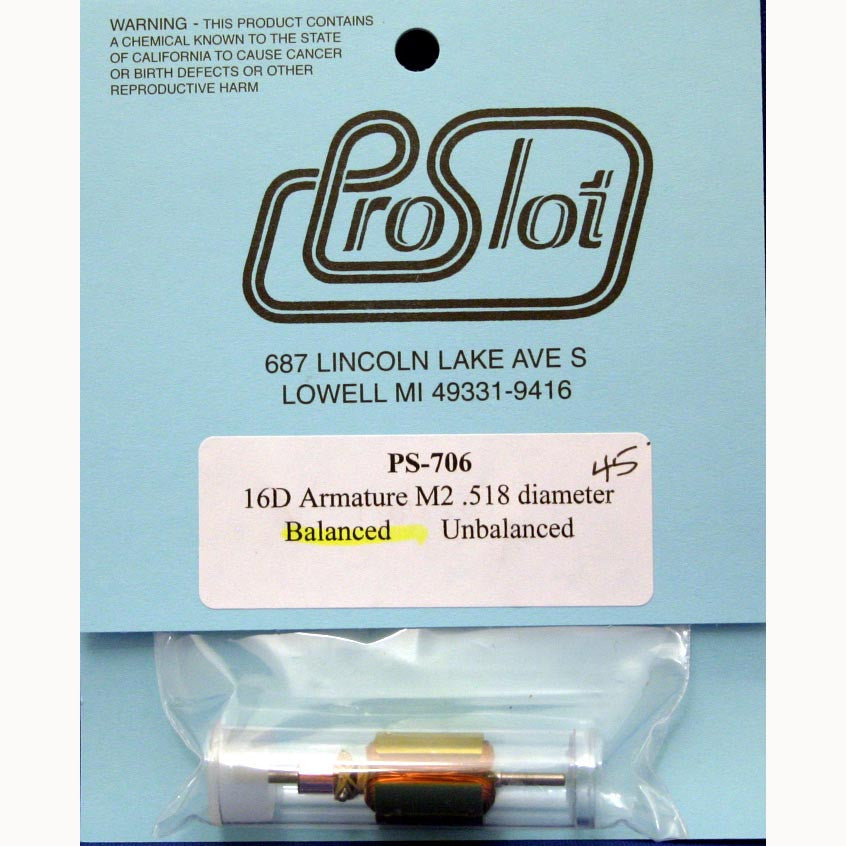 WARNING - THIS PRODUCT CONTAINS
A CHEMICAL KNOWN TO THE STATE
OF CALIFORNIA TO CAUSE CANCER
OR BIRTH DEFECTS OR OTHER
REPRODUCTIVE HARM
ProSlot
687 LINCOLN LAKE AVE S
LOWELL MI 49331-9416
PS-706 45
16D Armature M2 .518 diameter
Balanced Unbalanced